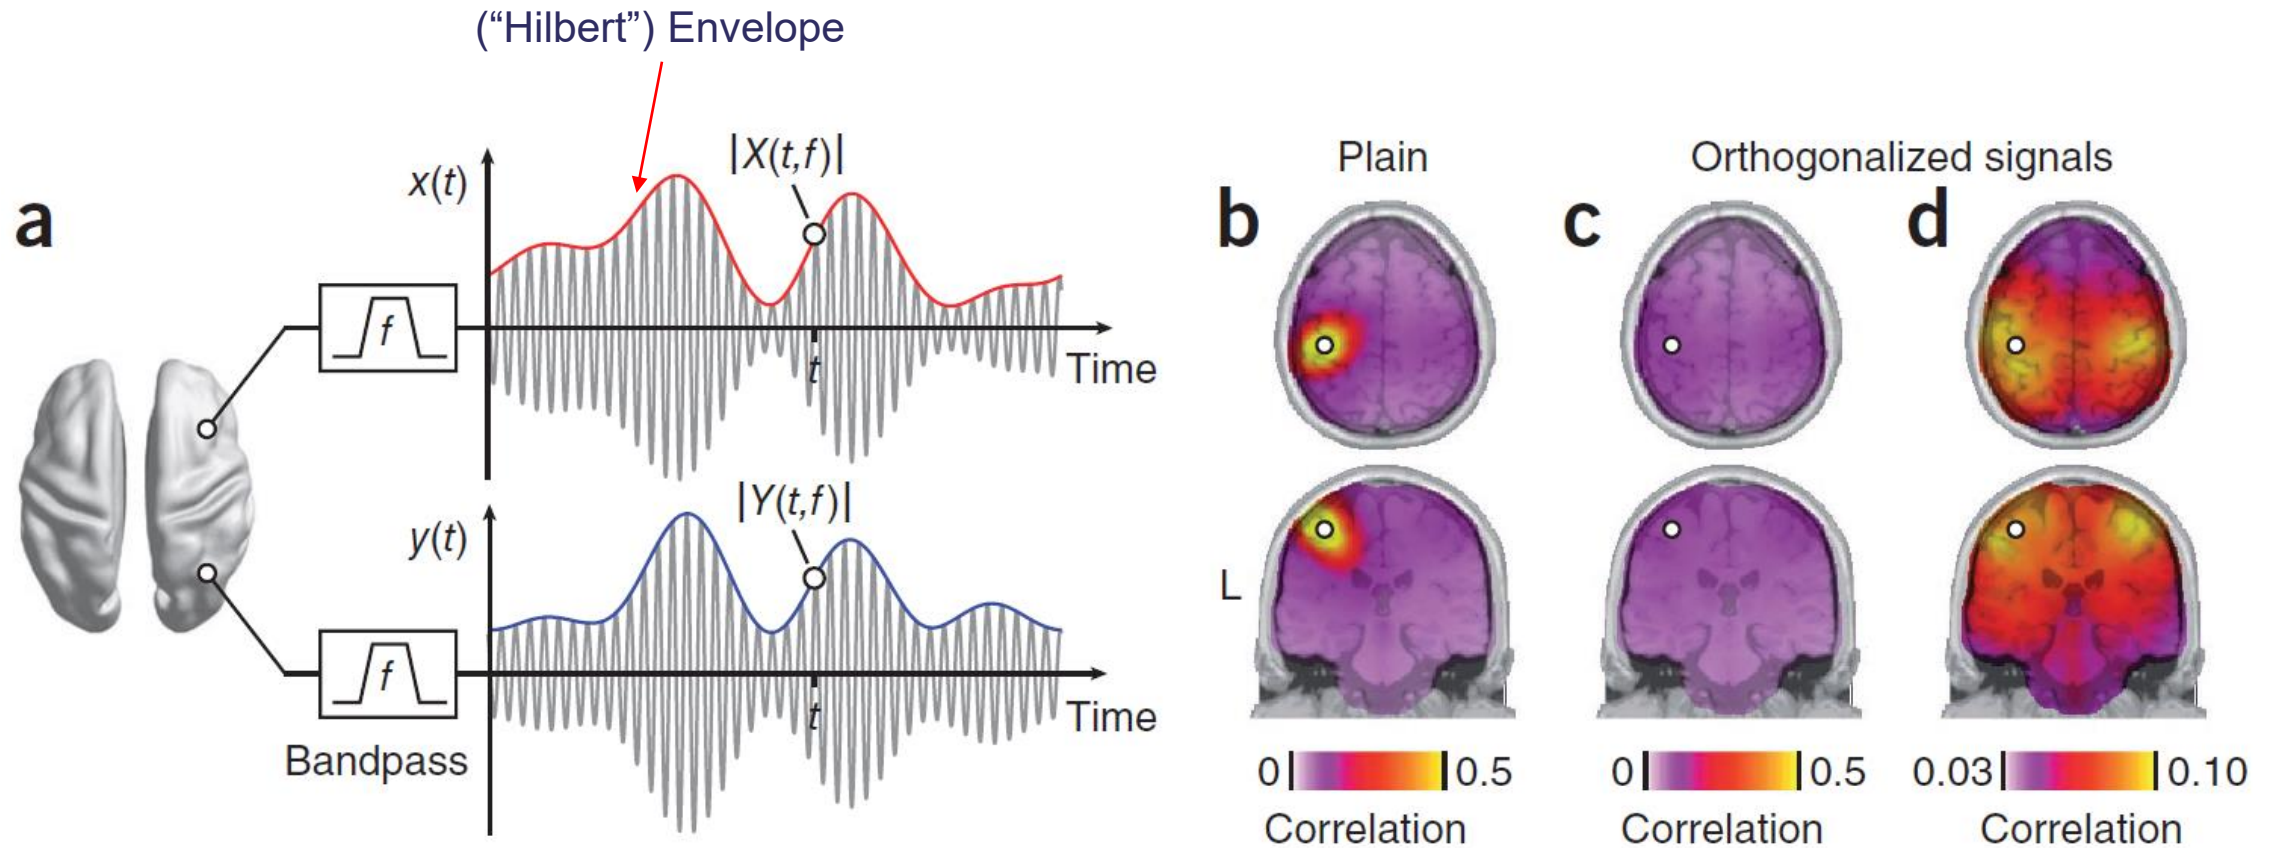 (“Hilbert”) Envelope
a
x(t)
|X(t,f)|
f
t
Time
y(t)
|Y(t,f)|
f
t
Time
Bandpass
Plain
Orthogonalized signals
b
c
d
L
0
0.5
Correlation
0
0.5
Correlation
0.03
0.10
Correlation